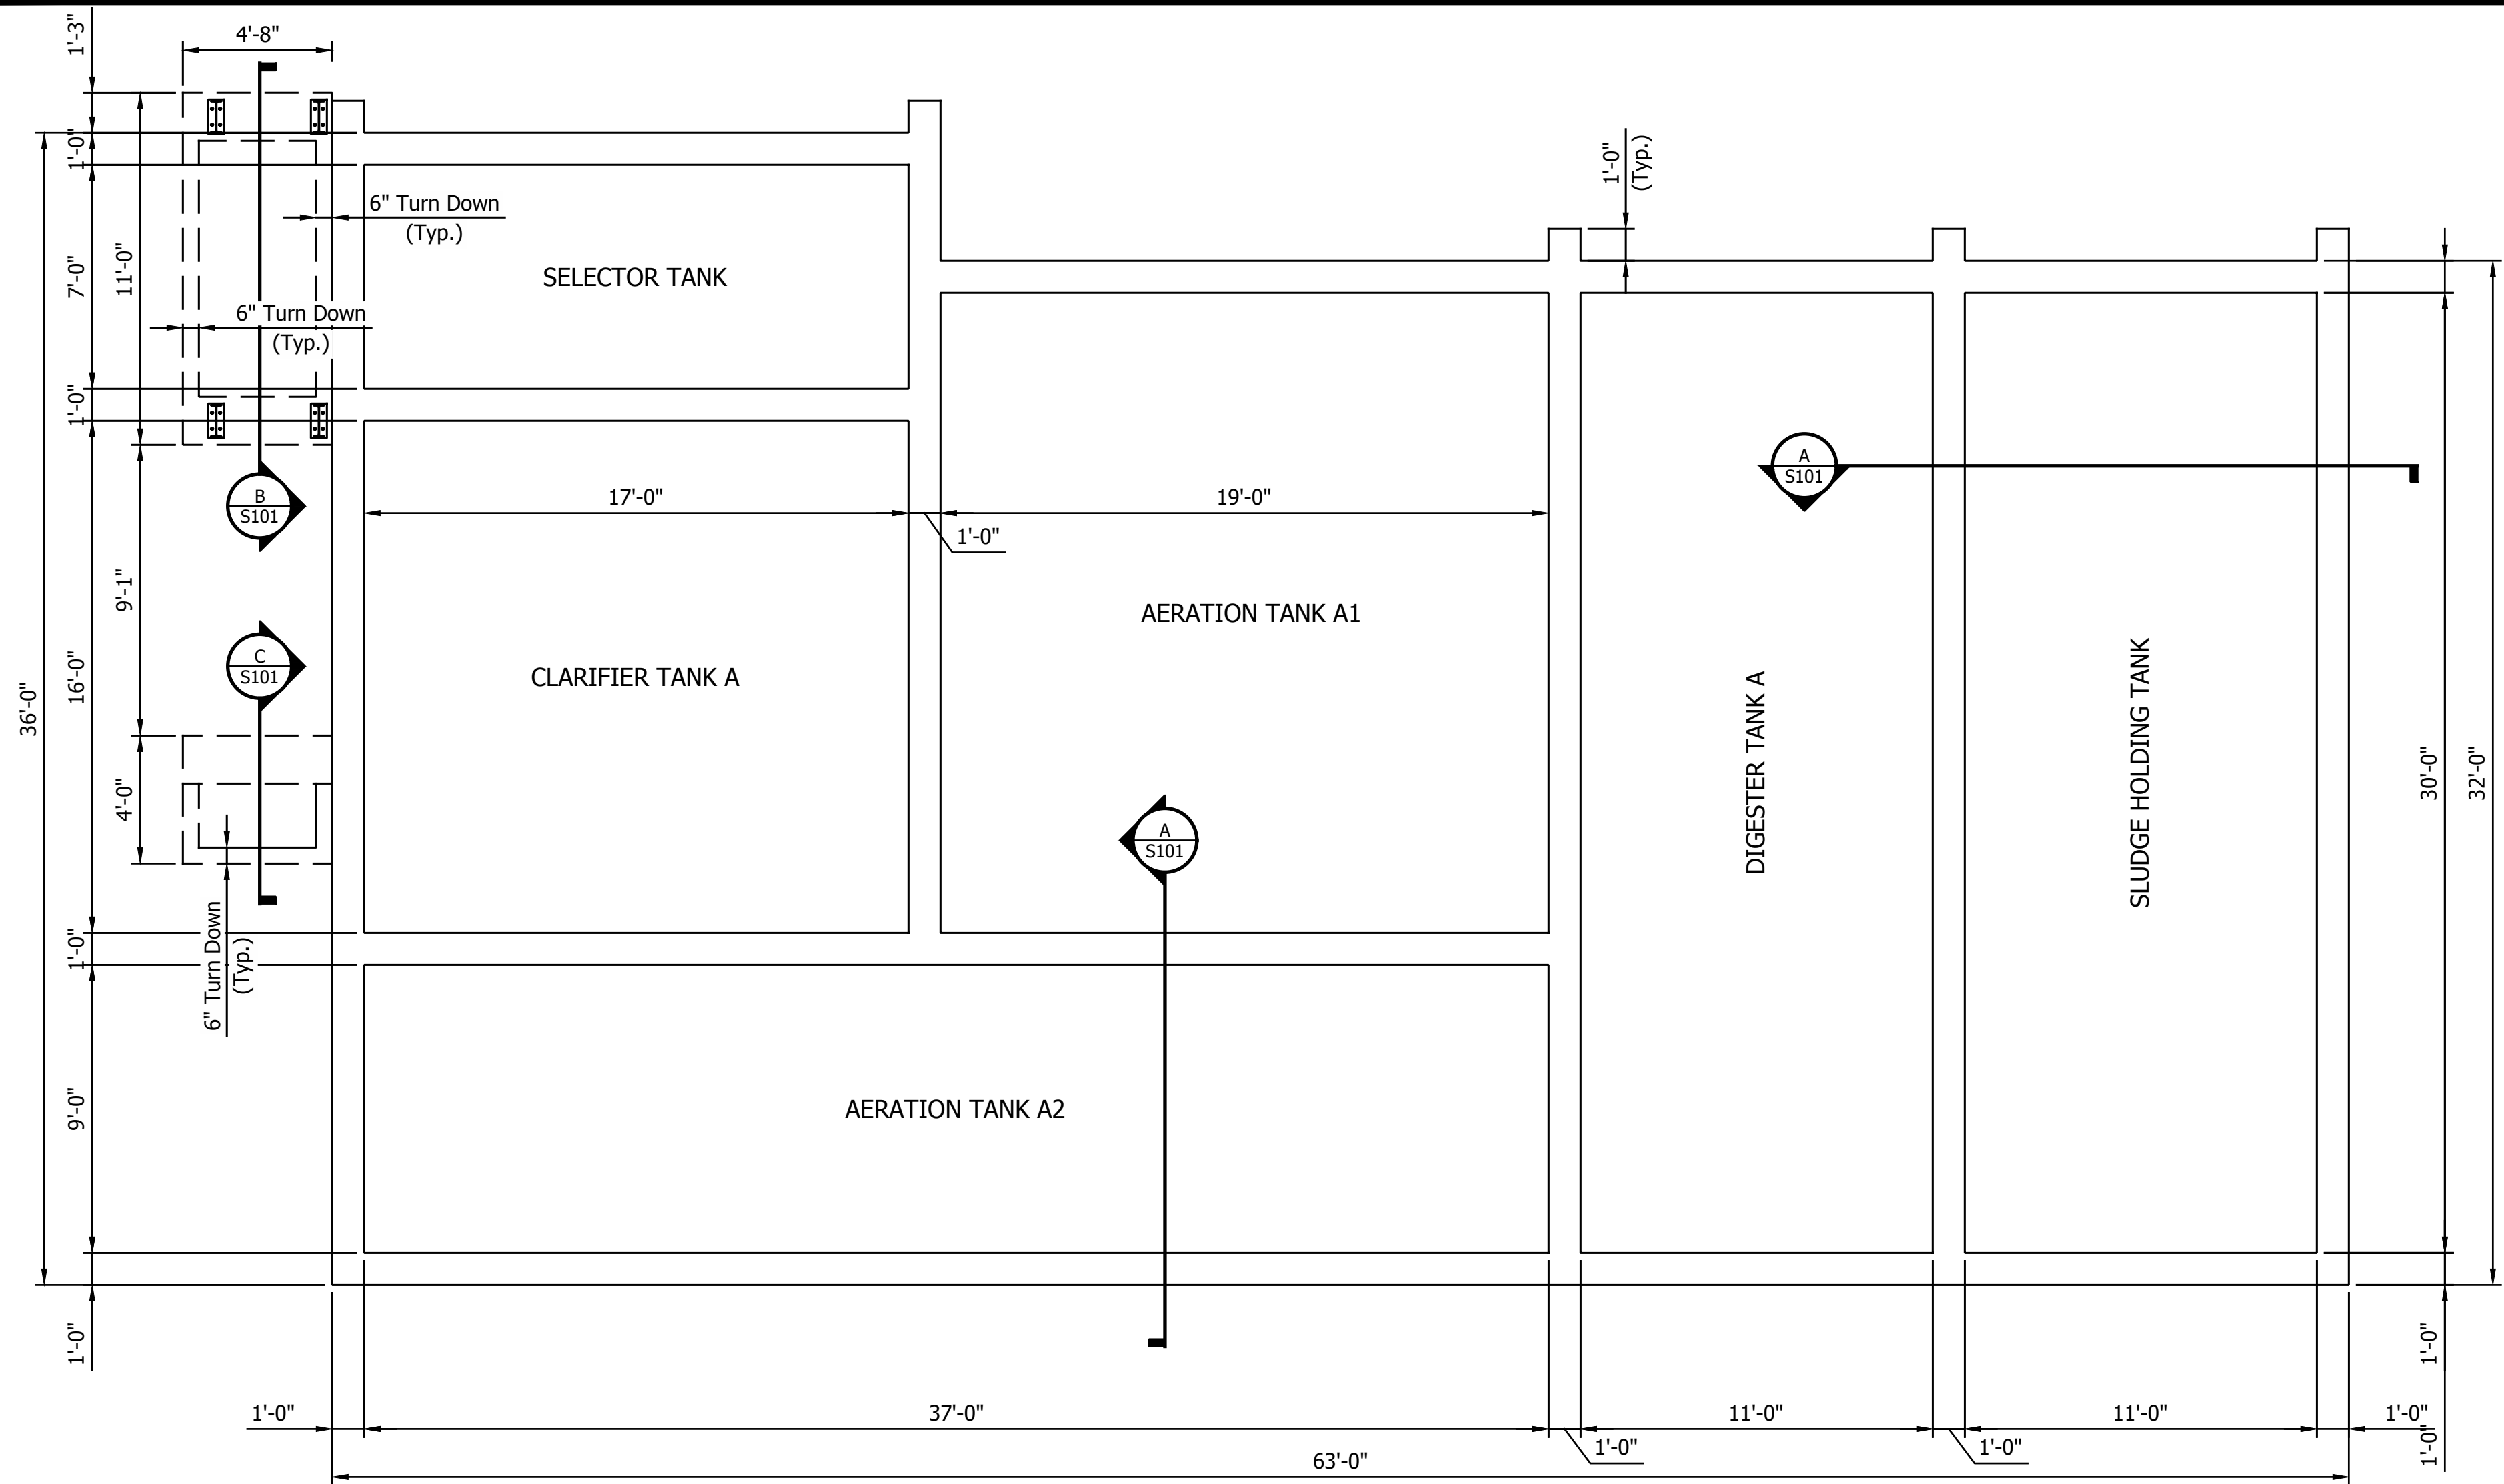 1'-3"
4'-8"
1'-0"
7'-0"
11'-0"
6" Turn Down
(Typ.)
6" Turn Down
(Typ.)
SELECTOR TANK
1'-0"
(Typ.)
1'-0"
B
S101
17'-0"
1'-0"
19'-0"
A
S101
9'-1"
AERATION TANK A1
C
S101
16'-0"
36'-0"
CLARIFIER TANK A
DIGESTER TANK A
SLUDGE HOLDING TANK
30'-0"
32'-0"
4'-0"
A
S101
1'-0"
6" Turn Down
(Typ.)
9'-0"
AERATION TANK A2
1'-0"
1'-0"
1'-0"
37'-0"
1'-0"
11'-0"
1'-0"
11'-0"
1'-0"
1'-0"
63'-0"